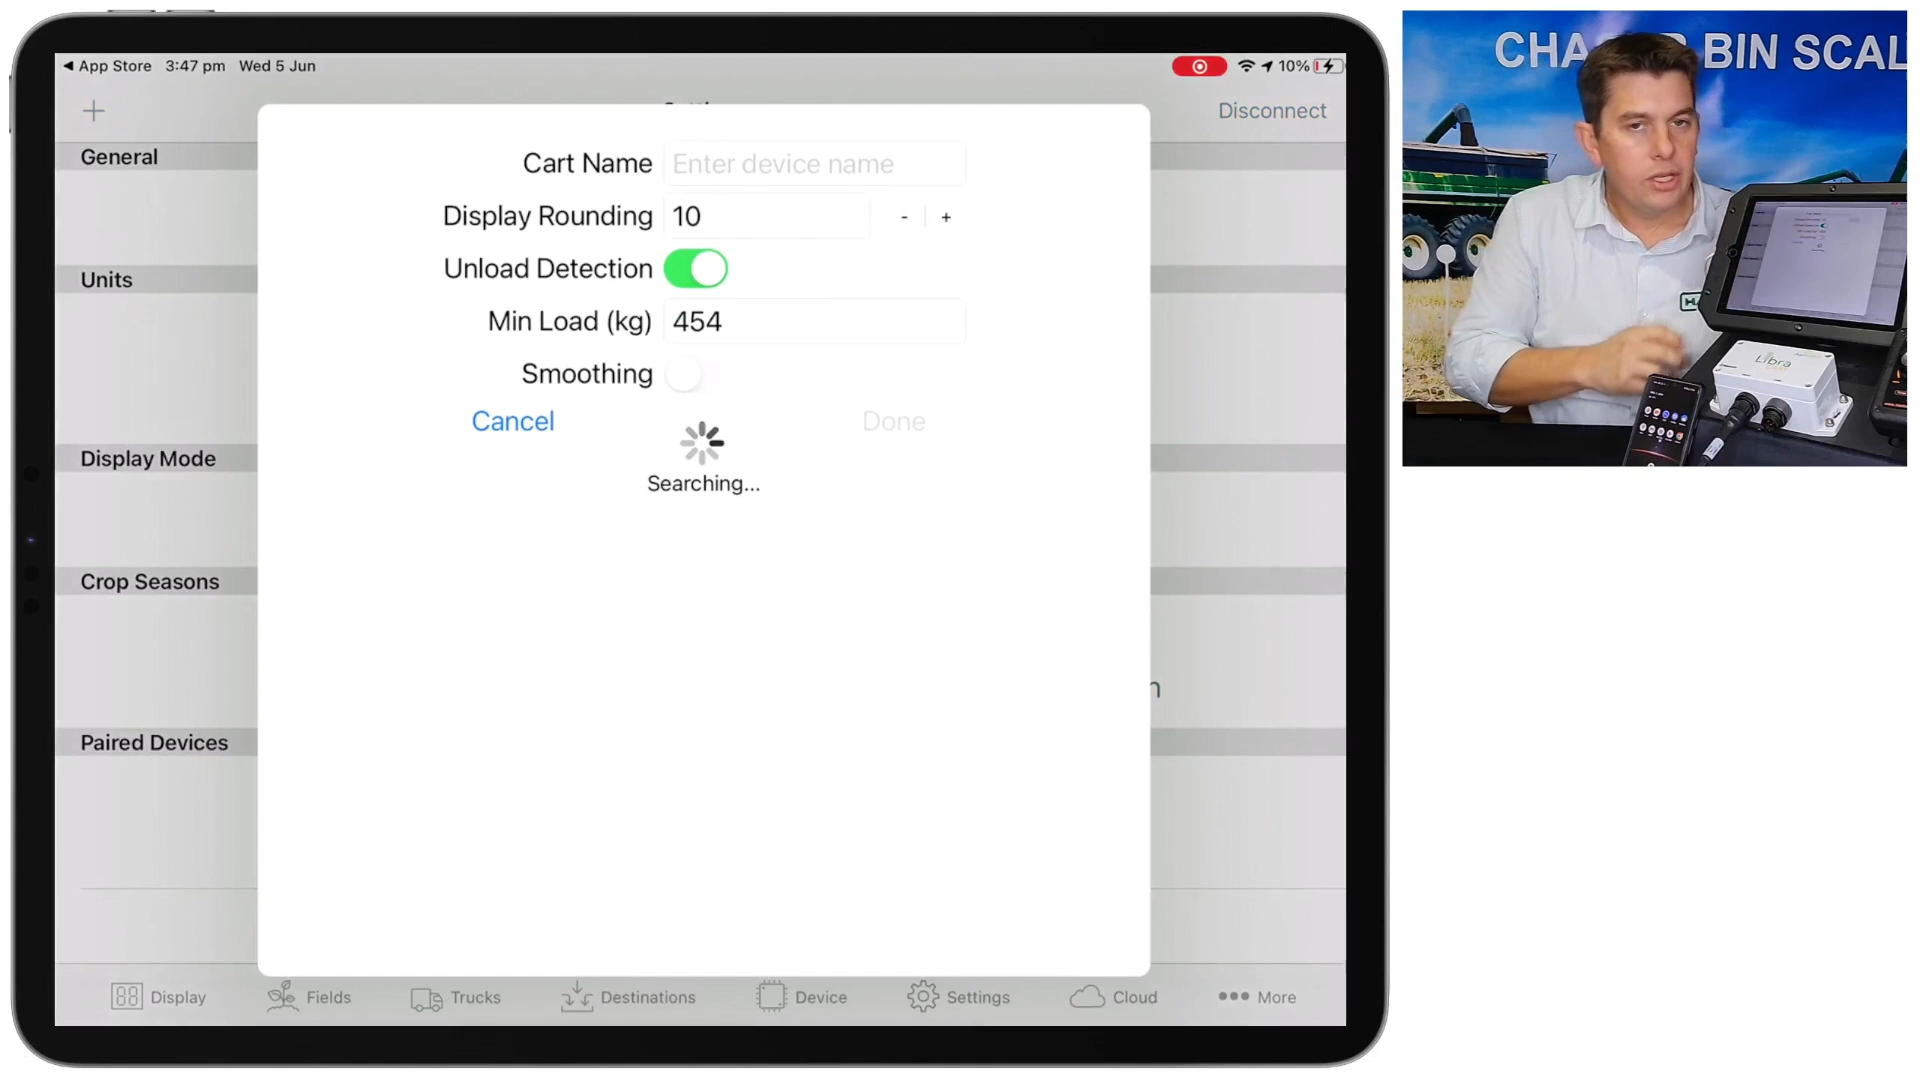 App Store 3:47 pm Wed 5 Jun
10%
Disconnect
General
Units
Display Mode
Crop Seasons
Paired Devices
Cart Name Enter device name
Display Rounding 10 - +
Unload Detection
Min Load (kg) 454
Smoothing
Cancel Done
Searching...
Display Fields Trucks Destinations Device Settings Cloud More
BIN SCAL
Libra